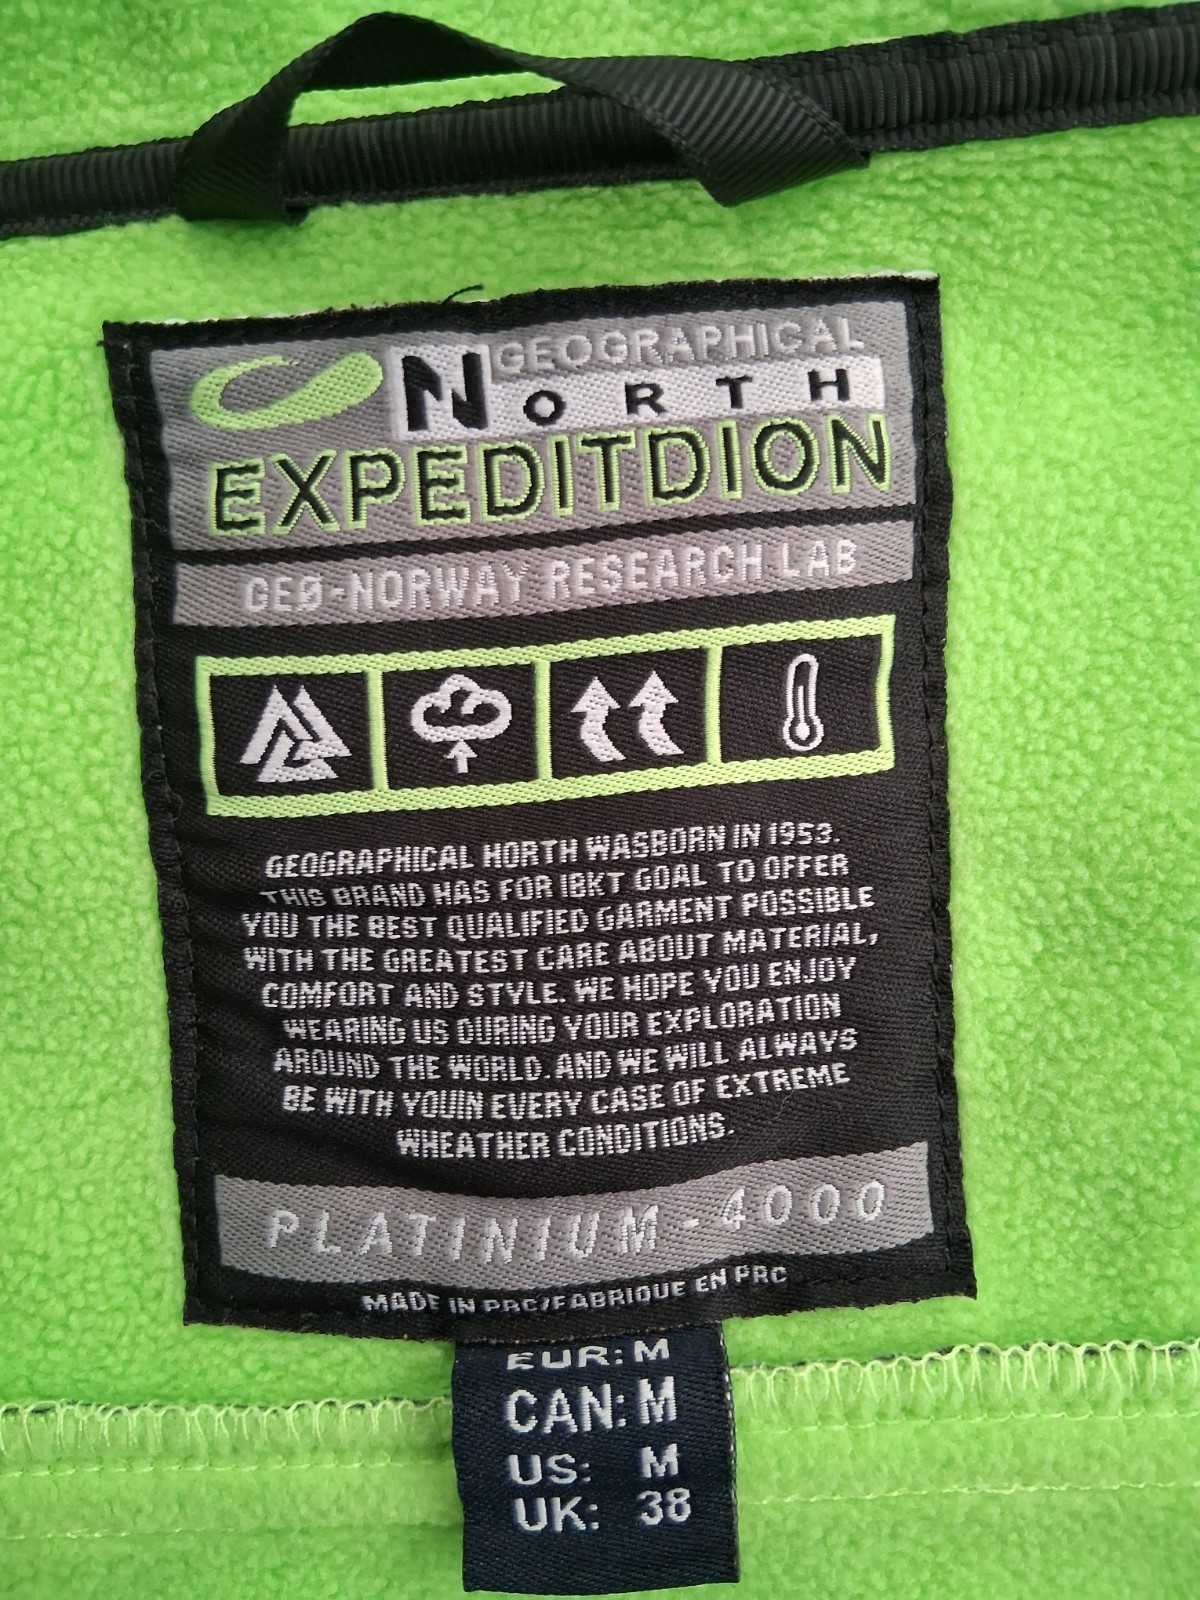 GEOGRAPHICAL
NORTH
EXPEDITDION
GEØ-NORWAY RESEARCH LAB
GEOGRAPHICAL HORTH WASBORN IN 1953.
THIS BRAND HAS FOR IBKT GOAL TO OFFER
YOU THE BEST QUALIFIED GARMENT POSSIBLE
WITH THE GREATEST CARE ABOUT MATERIAL,
COMFORT AND STYLE. WE HOPE YOU ENJOY
WEARING US DURING YOUR EXPLORATION
AROUND THE WORLD. AND WE WILL ALWAYS
BE WITH YOUIN EVERY CASE OF EXTREME
WHEATHER CONDITIONS.
PLATINIUM - 4000
MADE IN PRC/FABRIQUE EN PRC
EUR: M
CAN: M
US: M
UK: 38